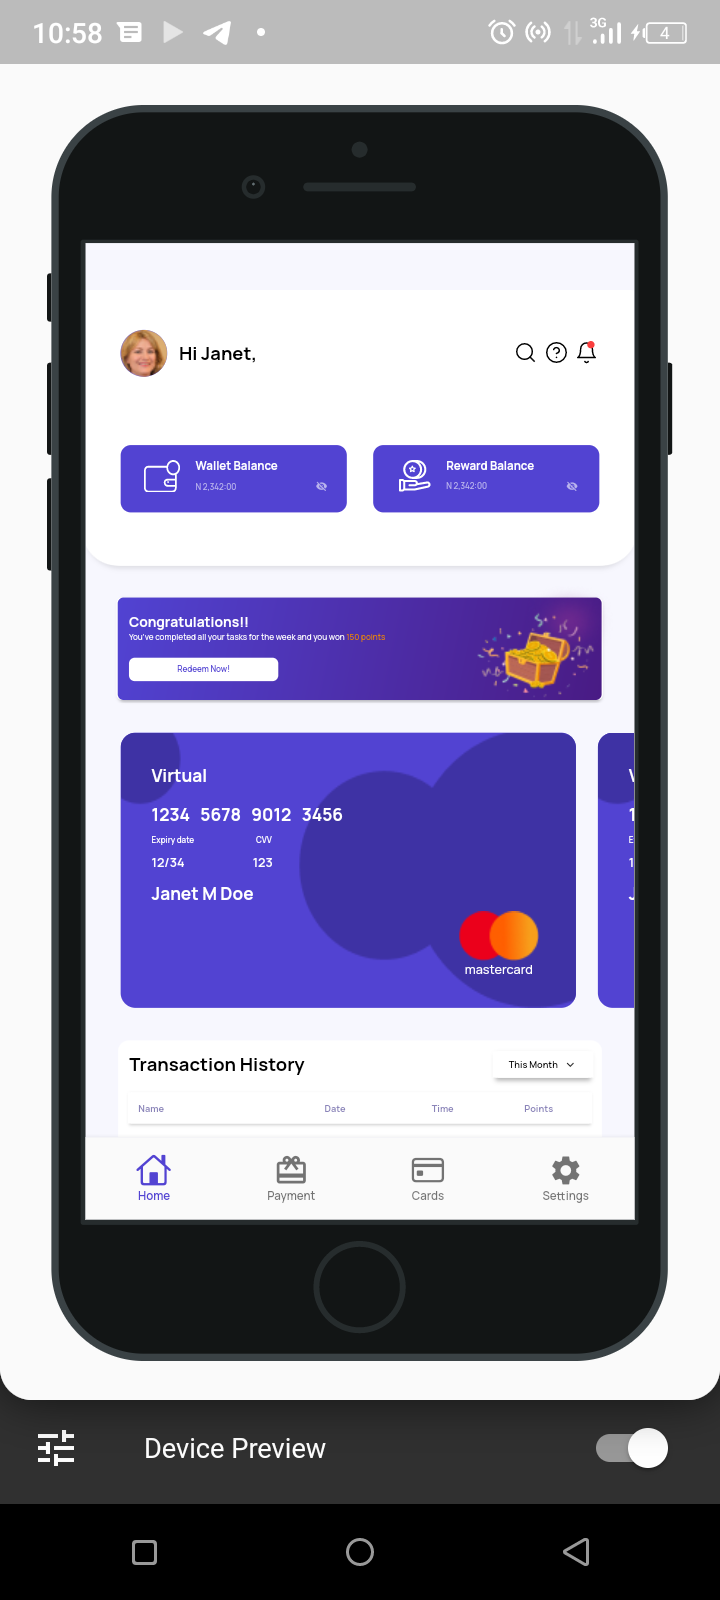 10:58
3G
4
Hi Janet,
Wallet Balance
N 2,342:00
Reward Balance
N 2,342:00
Congratulations!!
You've completed all your tasks for the week and you won 150 points
Redeem Now!
Virtual
1234 5678 9012 3456
Expiry date CVV
12/34 123
Janet M Doe
mastercard
Transaction History
This Month
Name Date Time Points
Home Payment Cards Settings
Device Preview